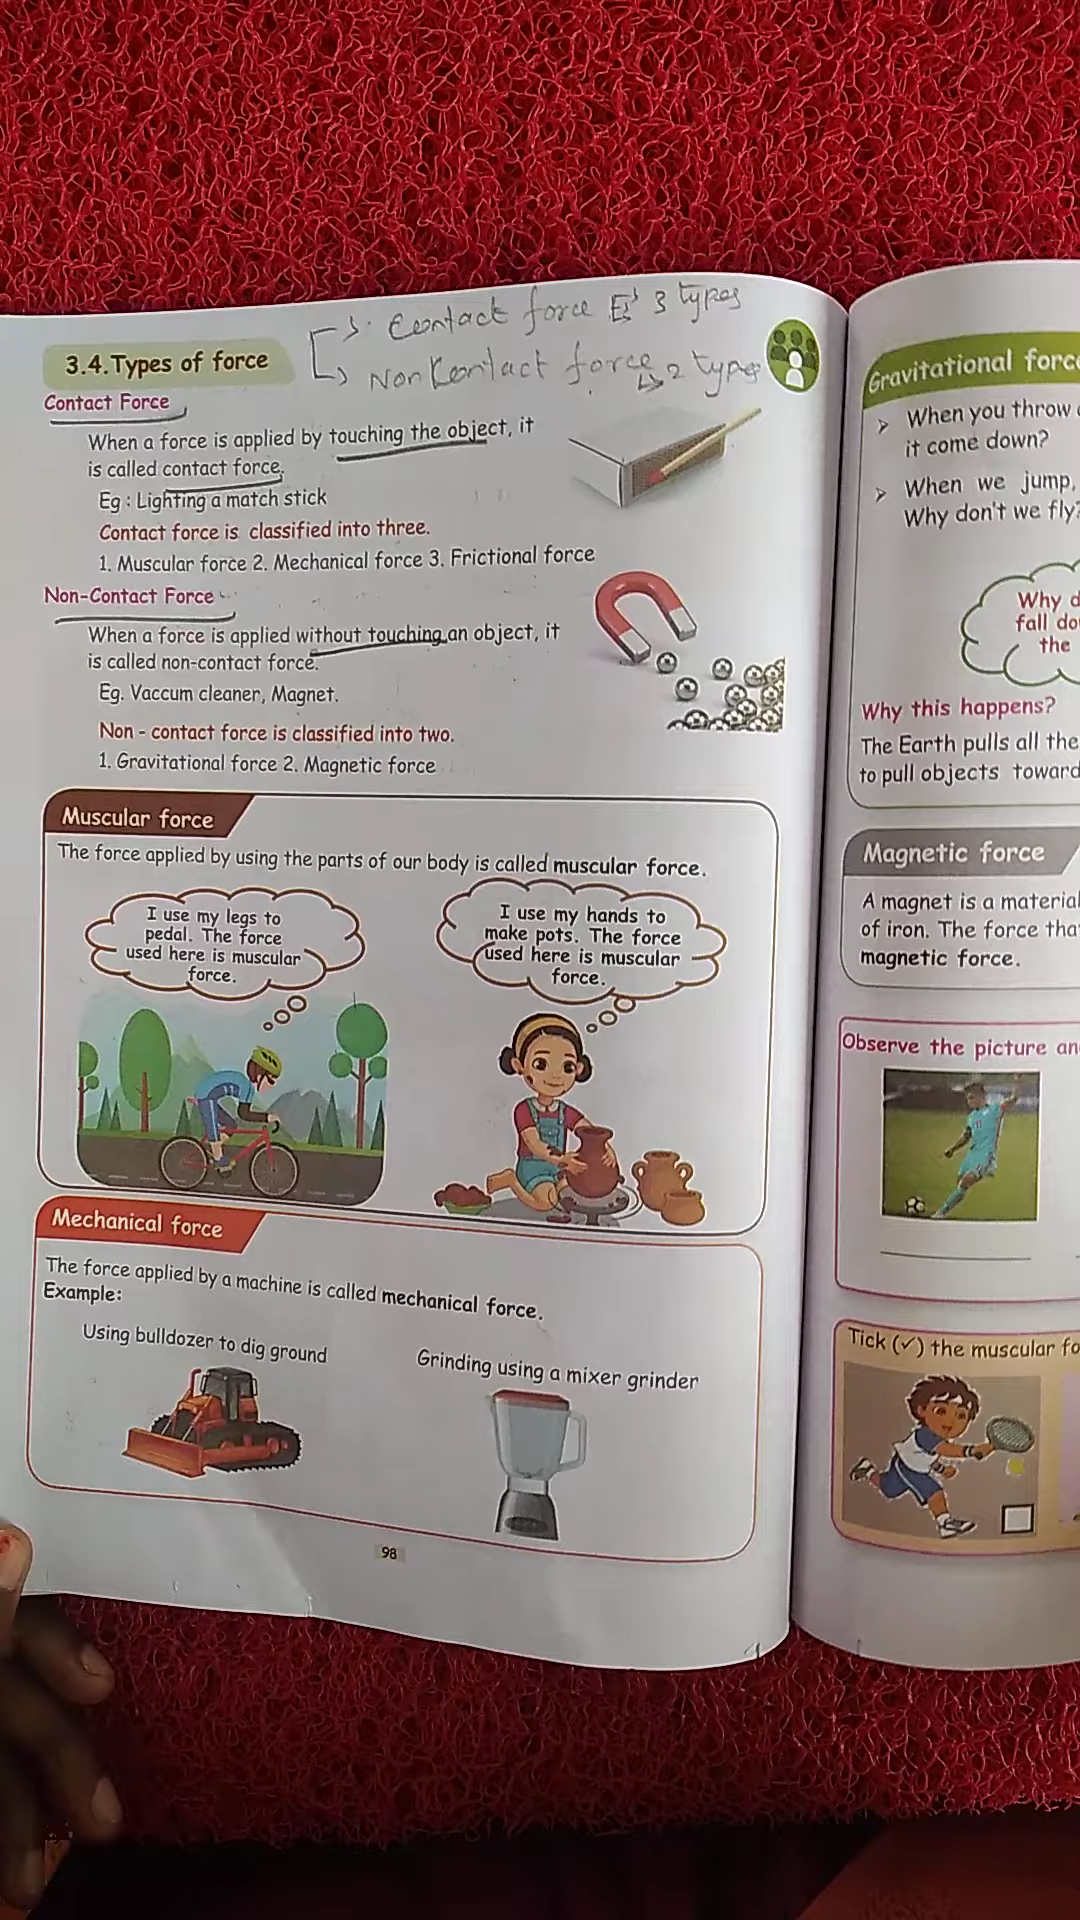 Contact force 3 types
3.4.Types of force
Non Contact force 2 types
Contact Force
When a force is applied by touching the object, it
is called contact force.
Eg : Lighting a match stick
Contact force is classified into three.
1. Muscular force 2. Mechanical force 3. Frictional force
Non-Contact Force
When a force is applied without touching an object, it
is called non-contact force.
Eg. Vaccum cleaner, Magnet.
Non - contact force is classified into two.
1. Gravitational force 2. Magnetic force
Muscular force
The force applied by using the parts of our body is called muscular force.
I use my legs to
pedal. The force
used here is muscular
force.
I use my hands to
make pots. The force
used here is muscular
force.
Mechanical force
The force applied by a machine is called mechanical force.
Example:
Using bulldozer to dig ground
Grinding using a mixer grinder
98
Gravitational force
When you throw
it come down?
When we jump,
Why don't we fly?
Why
fall
the
Why this happens?
The Earth pulls all the
to pull objects
Magnetic force
A magnet is a material
of iron. The force
magnetic force.
Observe the picture
Tick (✓) the muscular